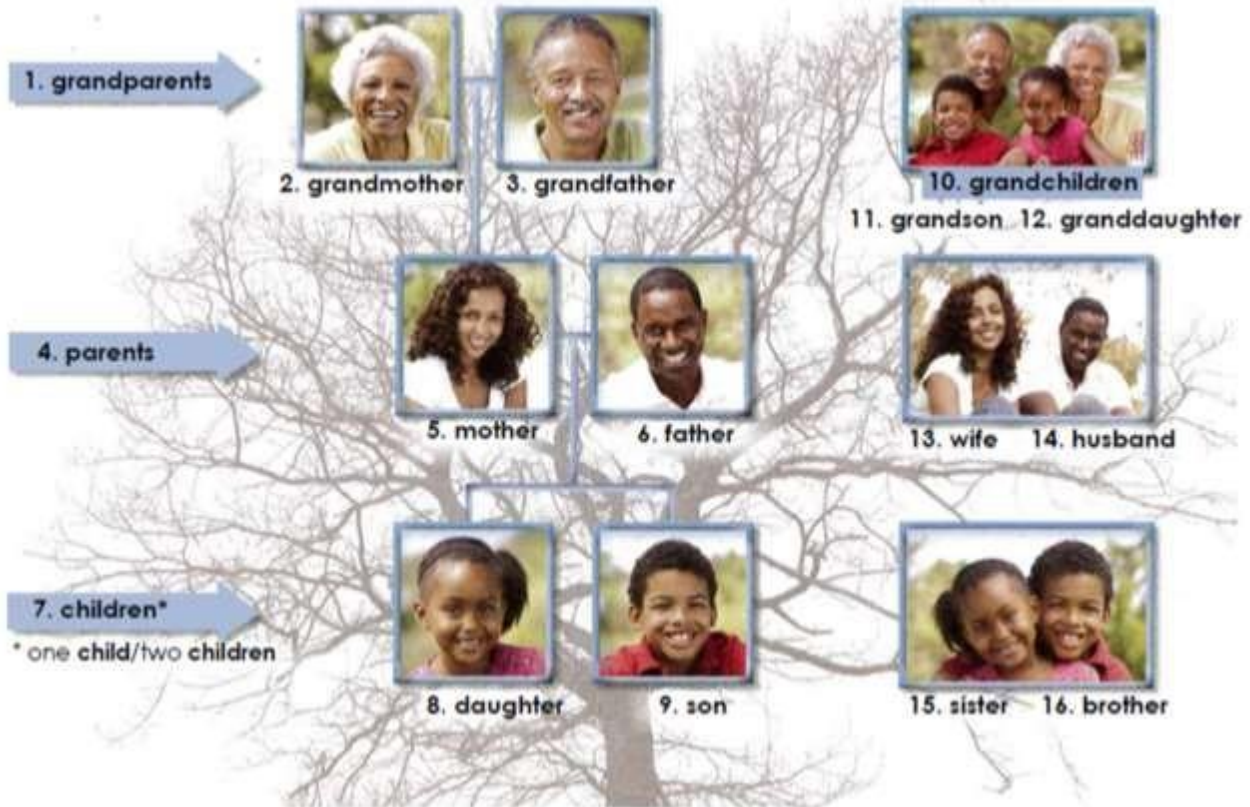 1. grandparents
2. grandmother
3. grandfather
10. grandchildren
11. grandson 12. granddaughter
4. parents
5. mother
6. father
13. wife 14. husband
7. children*
* one child/two children
8. daughter
9. son
15. sister 16. brother